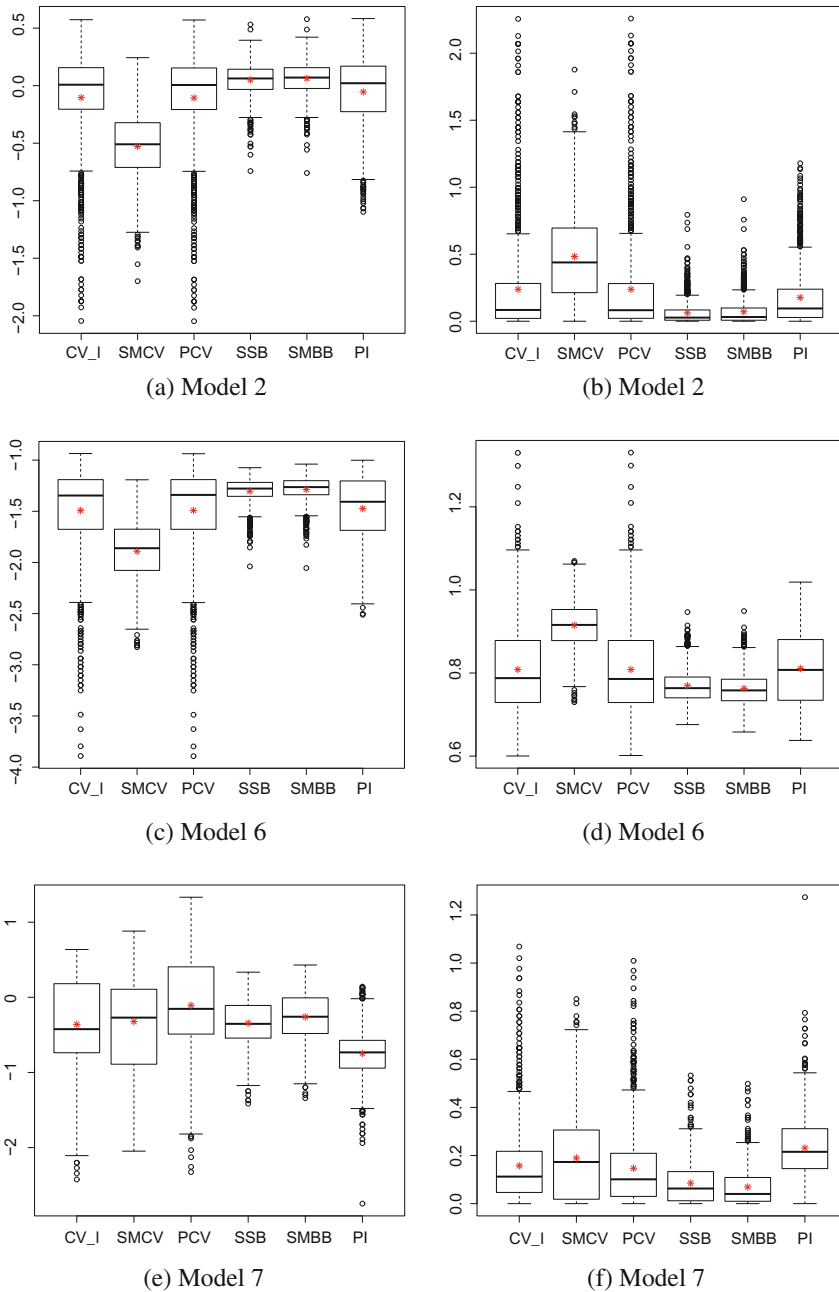 0.5
0.0
−0.5
−1.0
−1.5
−2.0
CV_I SMCV PCV SSB SMBB PI
(a) Model 2
2.0
1.5
1.0
0.5
0.0
CV_I SMCV PCV SSB SMBB PI
(b) Model 2
−1.0
−1.5
−2.0
−2.5
−3.0
−3.5
−4.0
CV_I SMCV PCV SSB SMBB PI
(c) Model 6
1.2
1.0
0.8
0.6
CV_I SMCV PCV SSB SMBB PI
(d) Model 6
1
0
−1
−2
CV_I SMCV PCV SSB SMBB PI
(e) Model 7
1.2
1.0
0.8
0.6
0.4
0.2
0.0
CV_I SMCV PCV SSB SMBB PI
(f) Model 7